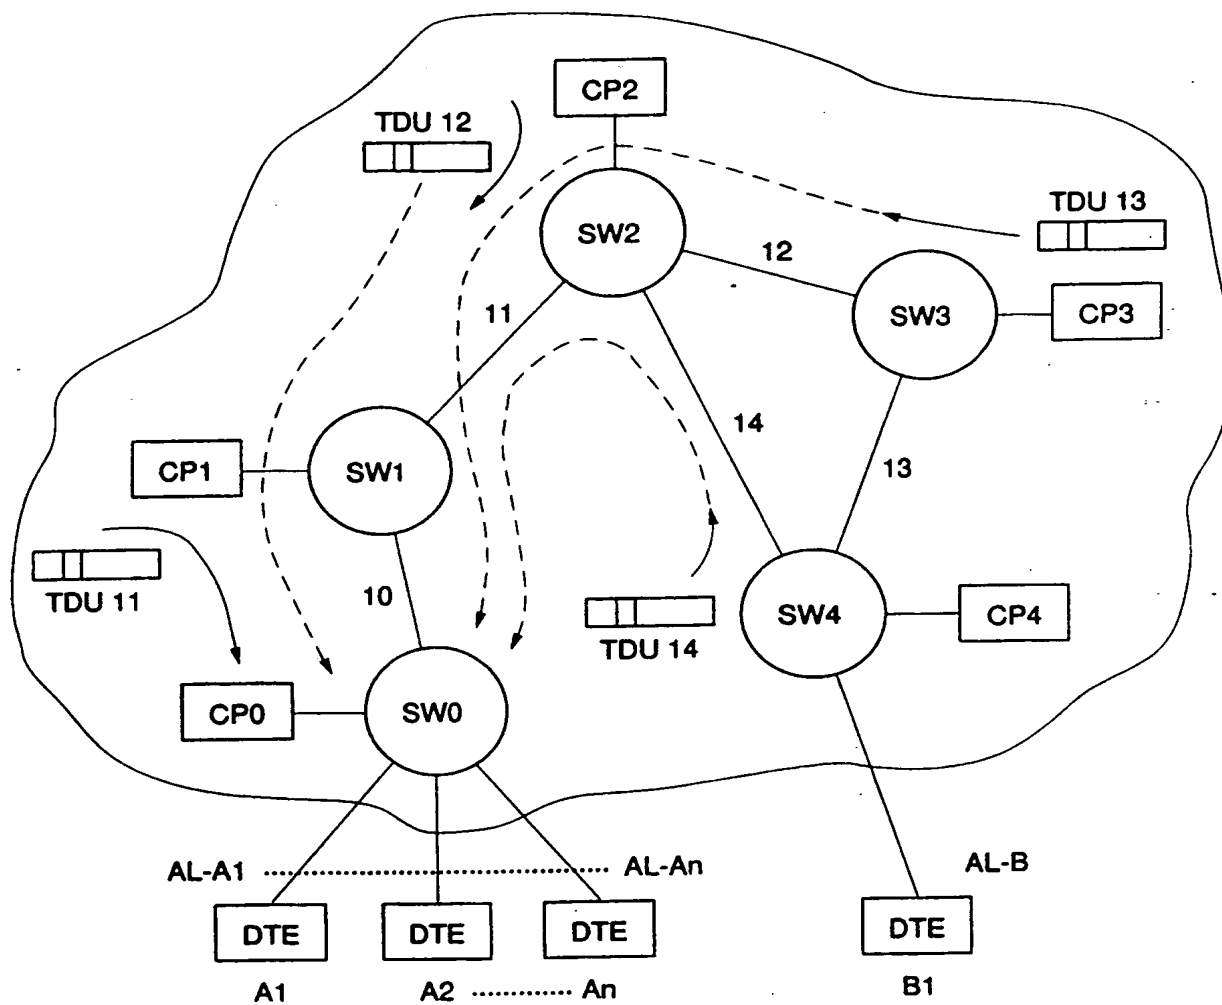 CP2
TDU 12
TDU 13
SW2
12
11
SW3
CP3
14
CP1
SW1
13
TDU 11
10
TDU 14
SW4
CP4
CP0
SW0
AL-A1 ............ AL-An
AL-B
DTE
DTE
DTE
DTE
A1
A2 ............ An
B1